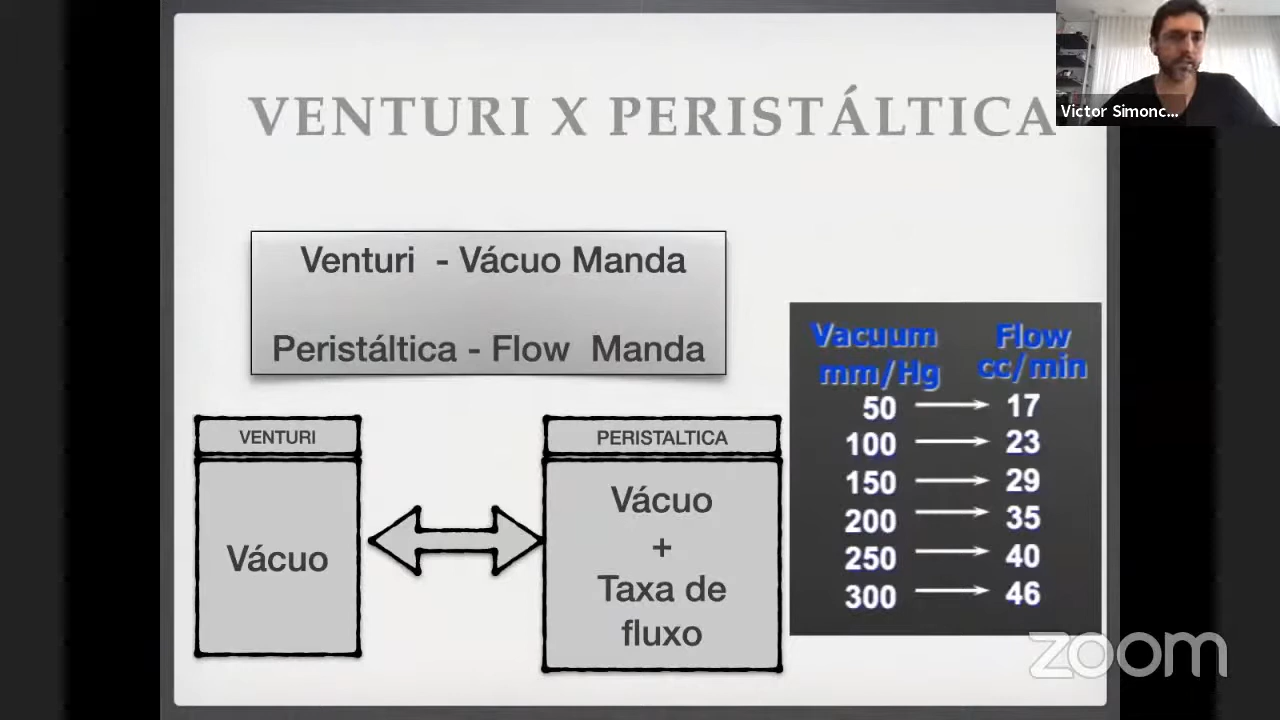 VENTURI X PERISTÁLTICA
Victor Simonc...
Venturi - Vácuo Manda
Peristáltica - Flow Manda
VENTURI
Vácuo
PERISTALTICA
Vácuo
+
Taxa de
fluxo
Vacuum Flow
mm/Hg cc/min
50 17
100 23
150 29
200 35
250 40
300 46
zoom